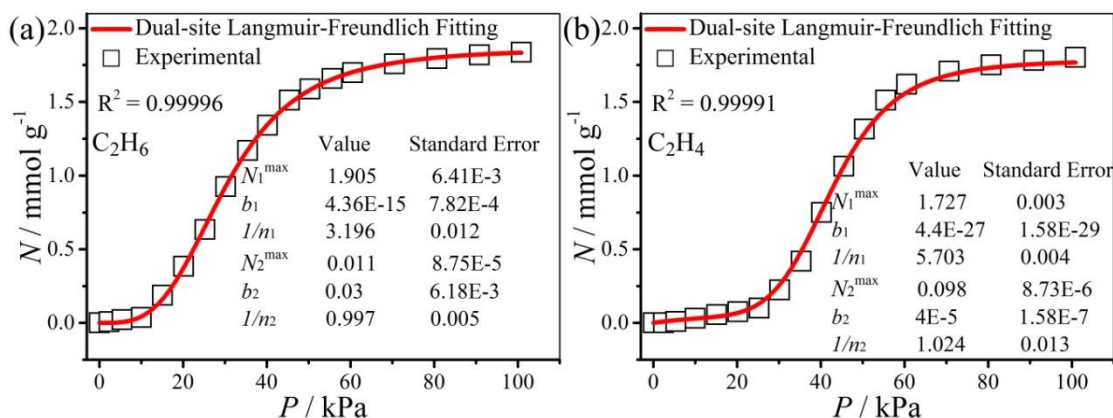 (a)
Dual-site Langmuir-Freundlich Fitting
Experimental
R² = 0.99996
C₂H₆
Value Standard Error
N₁ᵐᵃˣ 1.905 6.41E-3
b₁ 4.36E-15 7.82E-4
1/n₁ 3.196 0.012
N₂ᵐᵃˣ 0.011 8.75E-5
b₂ 0.03 6.18E-3
1/n₂ 0.997 0.005
2.0
1.5
1.0
0.5
0.0
N / mmol g⁻¹
0 20 40 60 80 100
P / kPa
(b)
Dual-site Langmuir-Freundlich Fitting
Experimental
R² = 0.99991
C₂H₄
Value Standard Error
N₁ᵐᵃˣ 1.727 0.003
b₁ 4.4E-27 1.58E-29
1/n₁ 5.703 0.004
N₂ᵐᵃˣ 0.098 8.73E-6
b₂ 4E-5 1.58E-7
1/n₂ 1.024 0.013
2.0
1.5
1.0
0.5
0.0
N / mmol g⁻¹
0 20 40 60 80 100
P / kPa